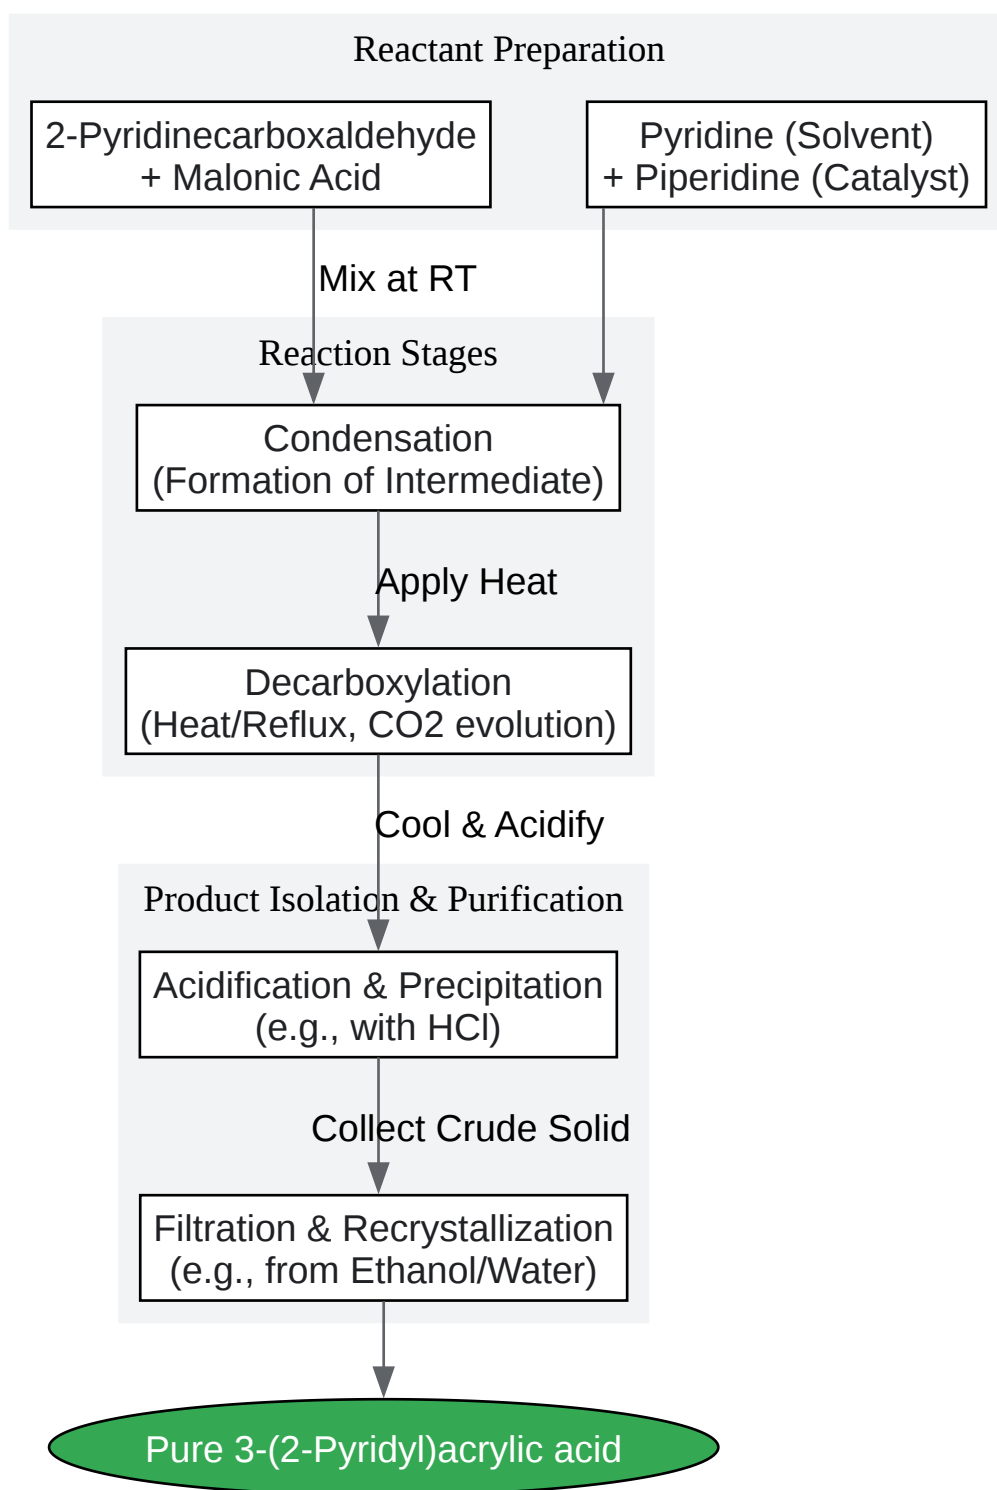 Reactant Preparation
2-Pyridinecarboxaldehyde
+ Malonic Acid
Pyridine (Solvent)
+ Piperidine (Catalyst)
Mix at RT
Reaction Stages
Condensation
(Formation of Intermediate)
Apply Heat
Decarboxylation
(Heat/Reflux, CO2 evolution)
Cool & Acidify
Product Isolation & Purification
Acidification & Precipitation
(e.g., with HCl)
Collect Crude Solid
Filtration & Recrystallization
(e.g., from Ethanol/Water)
Pure 3-(2-Pyridyl)acrylic acid